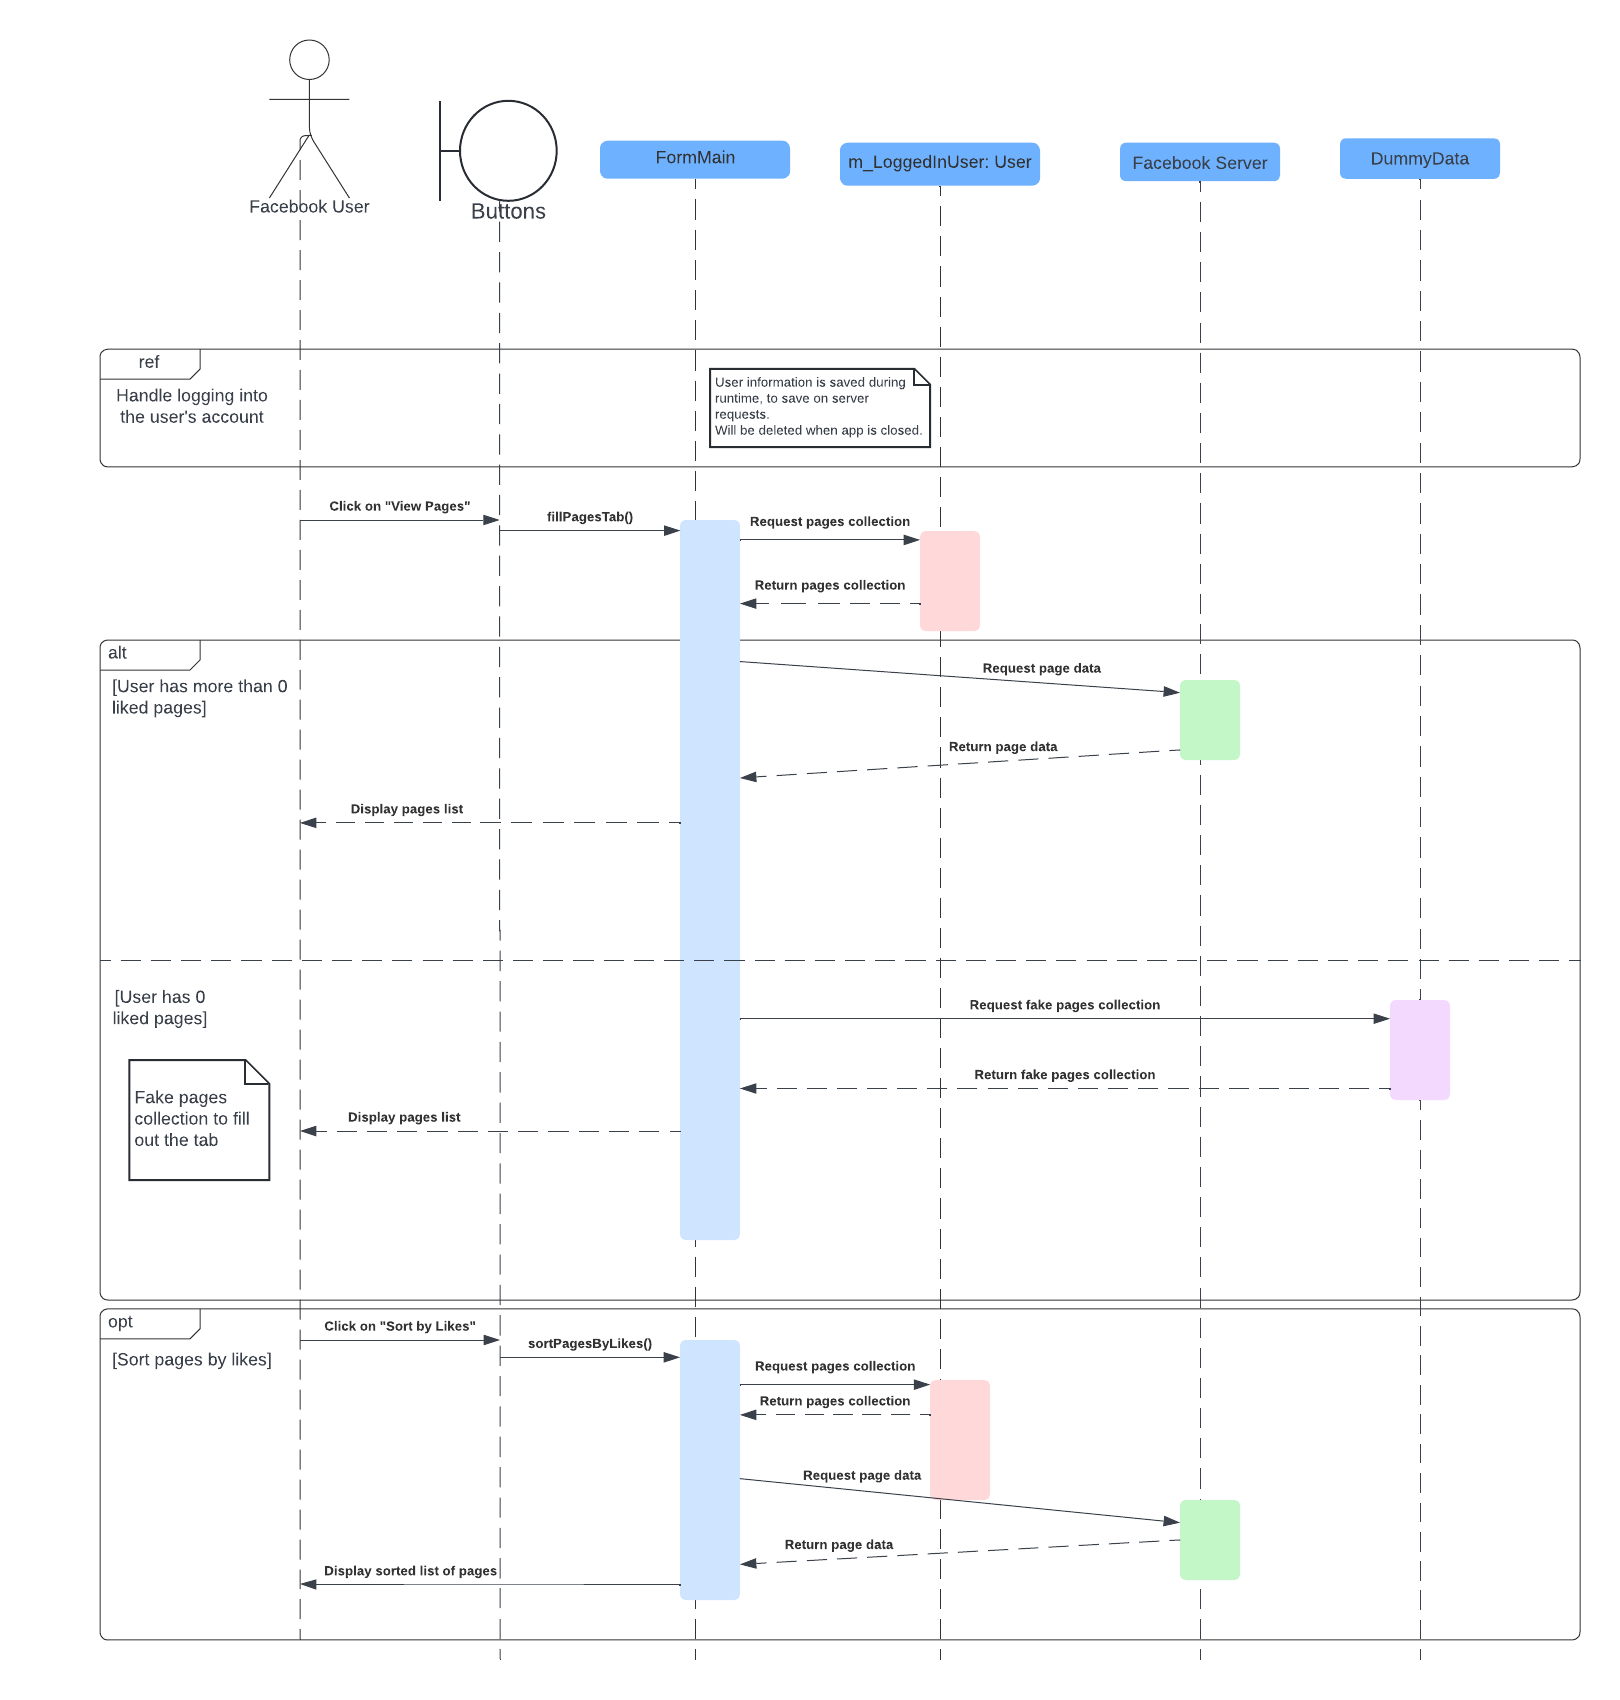 Facebook User
Buttons
FormMain
m_LoggedInUser: User
Facebook Server
DummyData
ref
Handle logging into
the user's account
User information is saved during
runtime, to save on server
requests.
Will be deleted when app is closed.
Click on "View Pages"
fillPagesTab()
Request pages collection
Return pages collection
alt
[User has more than 0
liked pages]
Request page data
Return page data
Display pages list
[User has 0
liked pages]
Request fake pages collection
Return fake pages collection
Fake pages
collection to fill
out the tab
Display pages list
opt
[Sort pages by likes]
Click on "Sort by Likes"
sortPagesByLikes()
Request pages collection
Return pages collection
Request page data
Return page data
Display sorted list of pages